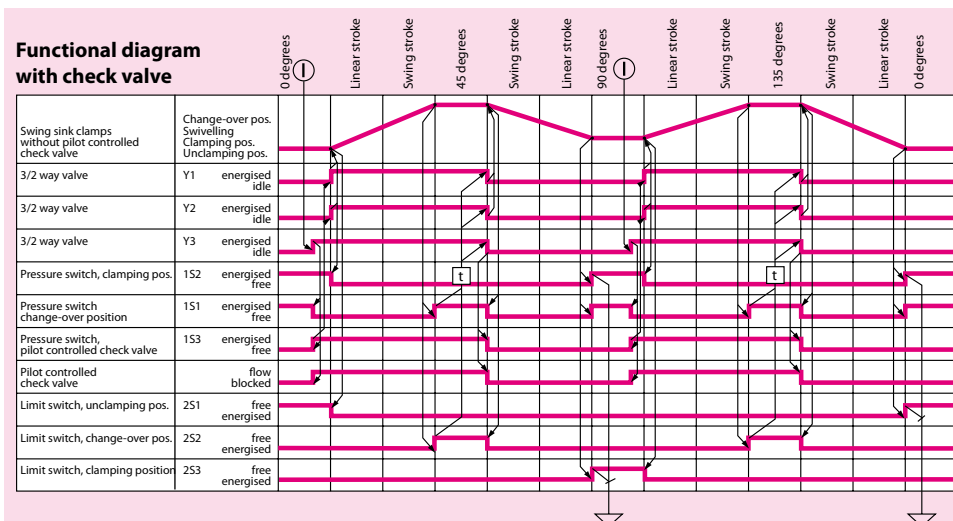 Functional diagram
with check valve
0 degrees
Linear stroke
Swing stroke
45 degrees
Swing stroke
Linear stroke
90 degrees
Linear stroke
Swing stroke
135 degrees
Swing stroke
Linear stroke
0 degrees
I
I
Swing sink clamps
without pilot controlled
check valve
Change-over pos.
Swivelling
Clamping pos.
Unclamping pos.
3/2 way valve Y1 energised
idle
3/2 way valve Y2 energised
idle
3/2 way valve Y3 energised
idle
Pressure switch, clamping pos. 1S2 energised
free
t
t
Pressure switch
change-over position
1S1 energised
free
Pressure switch,
pilot controlled check valve
1S3 energised
free
Pilot controlled
check valve
flow
blocked
Limit switch, unclamping pos. 2S1 free
energised
Limit switch, change-over pos. 2S2 free
energised
Limit switch, clamping position 2S3 free
energised